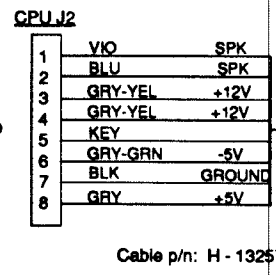 CPU J2
1 VIO SPK
2 BLU SPK
3 GRY-YEL +12V
4 GRY-YEL +12V
5 KEY
6 GRY-GRN -5V
7 BLK GROUND
8 GRY +5V
Cable p/n: H - 1325